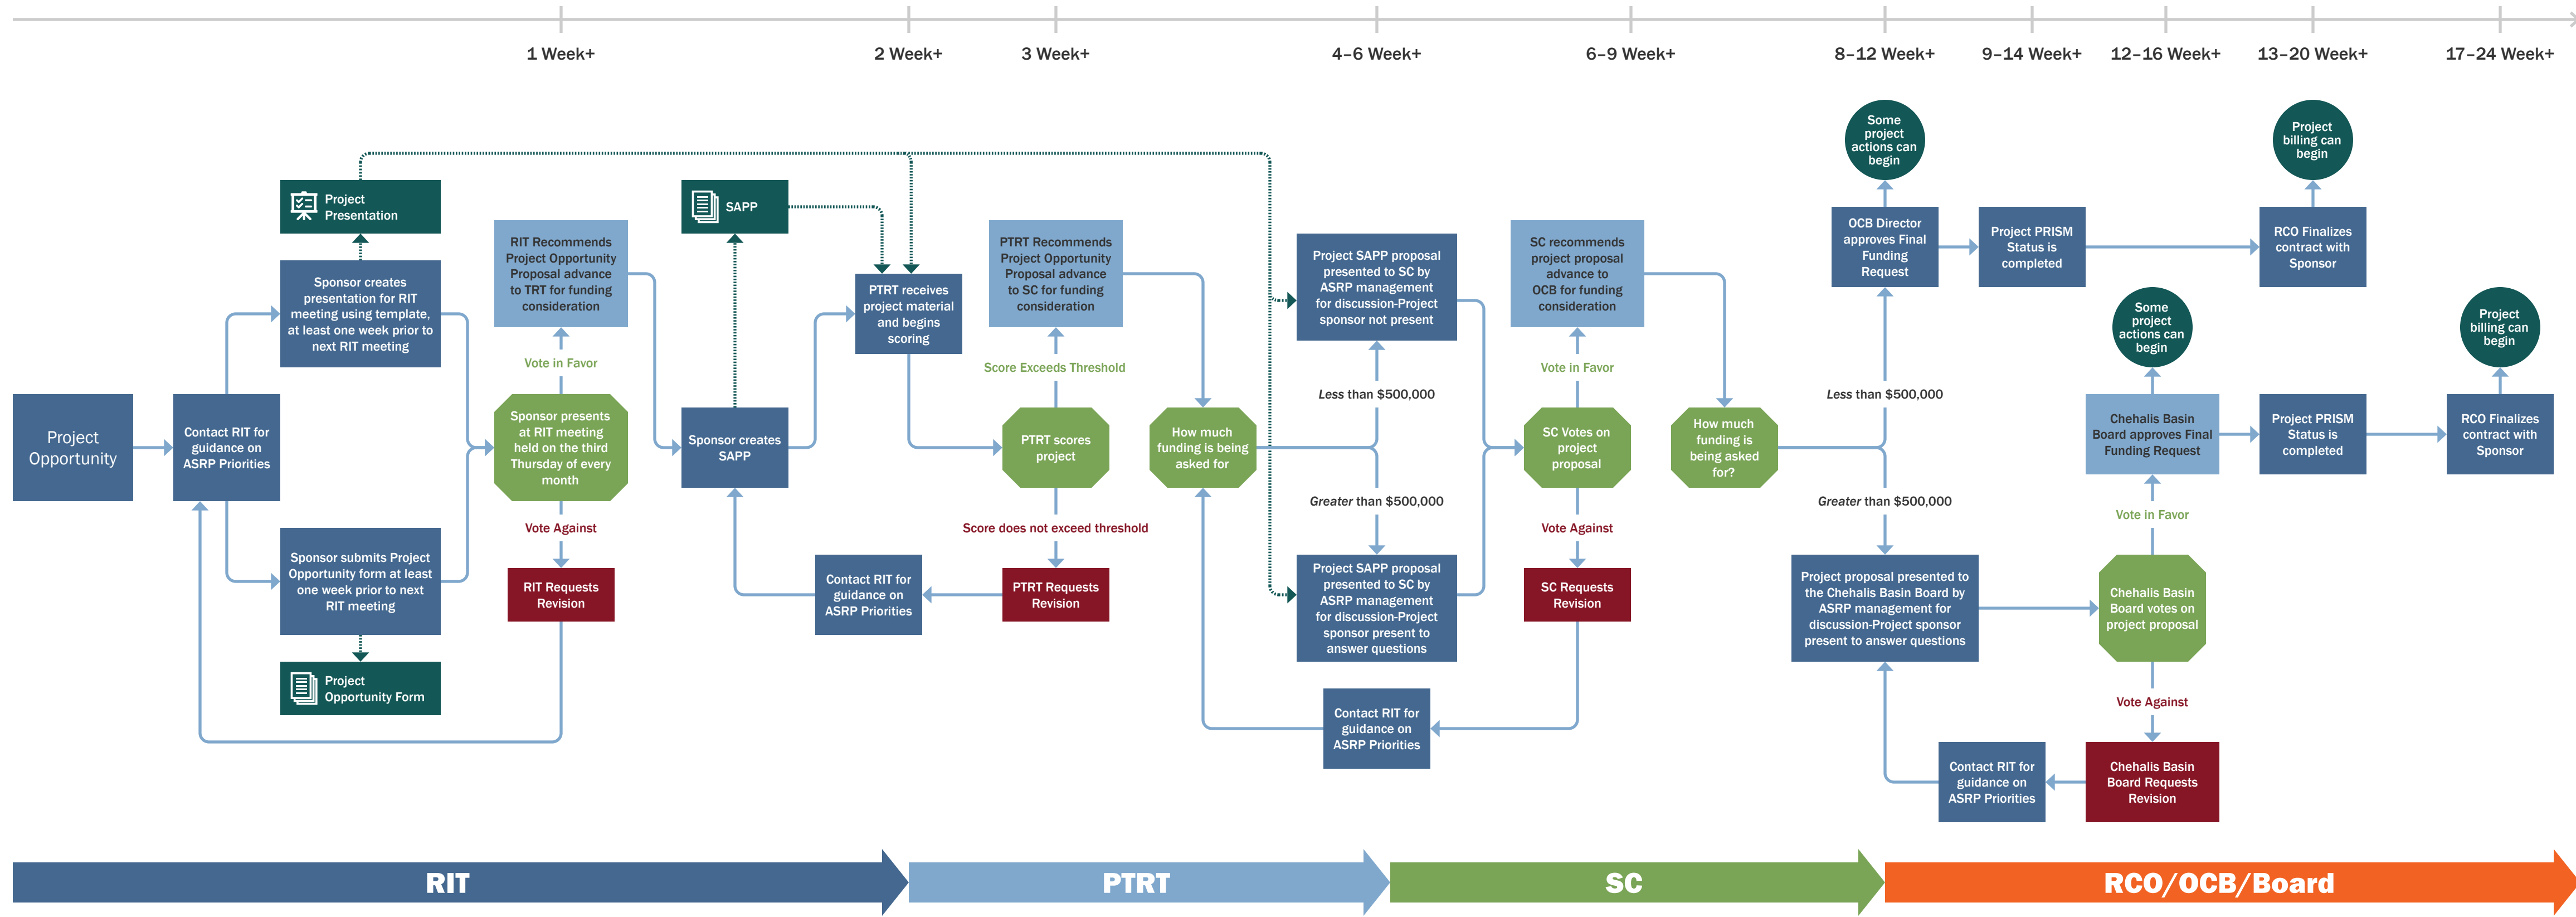 1 Week+
2 Week+
3 Week+
4–6 Week+
6–9 Week+
8–12 Week+
9–14 Week+
12–16 Week+
13–20 Week+
17–24 Week+
Project
Opportunity
Contact RIT for
guidance on
ASRP Priorities
Project
Presentation
Sponsor creates
presentation for RIT
meeting using template,
at least one week prior to
next RIT meeting
Sponsor submits Project
Opportunity form at least
one week prior to next
RIT meeting
Project
Opportunity Form
RIT Recommends
Project Opportunity
Proposal advance
to TRT for funding
consideration
Vote in Favor
Sponsor presents
at RIT meeting
held on the third
Thursday of every
month
Vote Against
RIT Requests
Revision
SAPP
Sponsor creates
SAPP
PTRT receives
project material
and begins
scoring
Contact RIT for
guidance on
ASRP Priorities
PTRT Recommends
Project Opportunity
Proposal advance
to SC for funding
consideration
Score Exceeds Threshold
PTRT scores
project
Score does not exceed threshold
PTRT Requests
Revision
How much
funding is being
asked for
Project SAPP proposal
presented to SC by
ASRP management
for discussion-Project
sponsor not present
Less than $500,000
Greater than $500,000
Project SAPP proposal
presented to SC by
ASRP management
for discussion-Project
sponsor present to
answer questions
Contact RIT for
guidance on
ASRP Priorities
SC recommends
project proposal
advance to
OCB for funding
consideration
Vote in Favor
SC Votes on
project
proposal
Vote Against
SC Requests
Revision
How much
funding is
being asked
for?
Some
project
actions can
begin
OCB Director
approves Final
Funding
Request
Less than $500,000
Greater than $500,000
Project proposal presented to
the Chehalis Basin Board by
ASRP management for
discussion-Project sponsor
present to answer questions
Project PRISM
Status is
completed
Project
billing can
begin
RCO Finalizes
contract with
Sponsor
Some
project
actions can
begin
Chehalis Basin
Board approves Final
Funding Request
Vote in Favor
Chehalis Basin
Board votes on
project proposal
Vote Against
Chehalis Basin
Board Requests
Revision
Contact RIT for
guidance on
ASRP Priorities
Project PRISM
Status is
completed
Project
billing can
begin
RCO Finalizes
contract with
Sponsor
RIT
PTRT
SC
RCO/OCB/Board